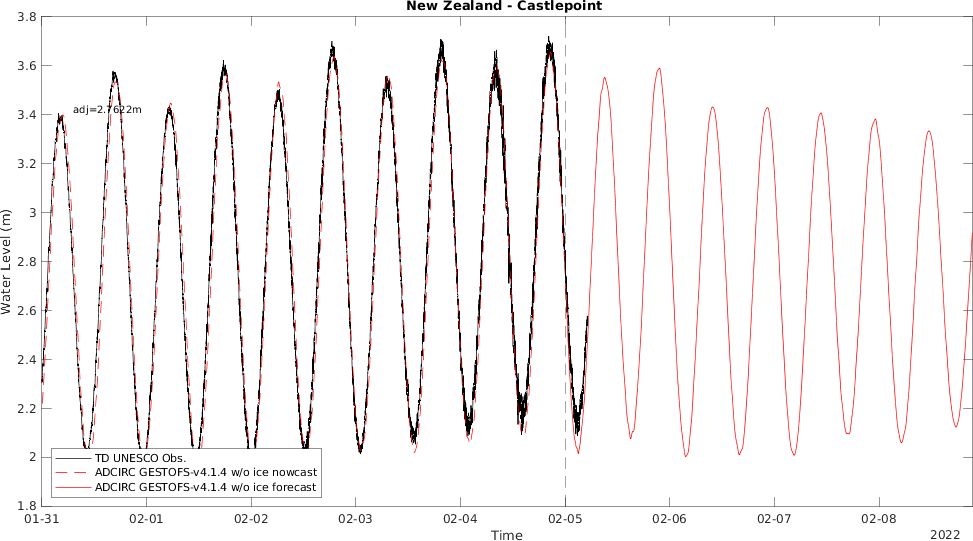 New Zealand - Castlepoint
3.8
3.6
3.4
3.2
3
2.8
2.6
2.4
2.2
2
1.8
Water Level (m)
adj=2.7622m
TD UNESCO Obs.
ADCIRC GESTOFS-v4.1.4 w/o ice nowcast
ADCIRC GESTOFS-v4.1.4 w/o ice forecast
01-31 02-01 02-02 02-03 02-04 02-05 02-06 02-07 02-08
Time
2022